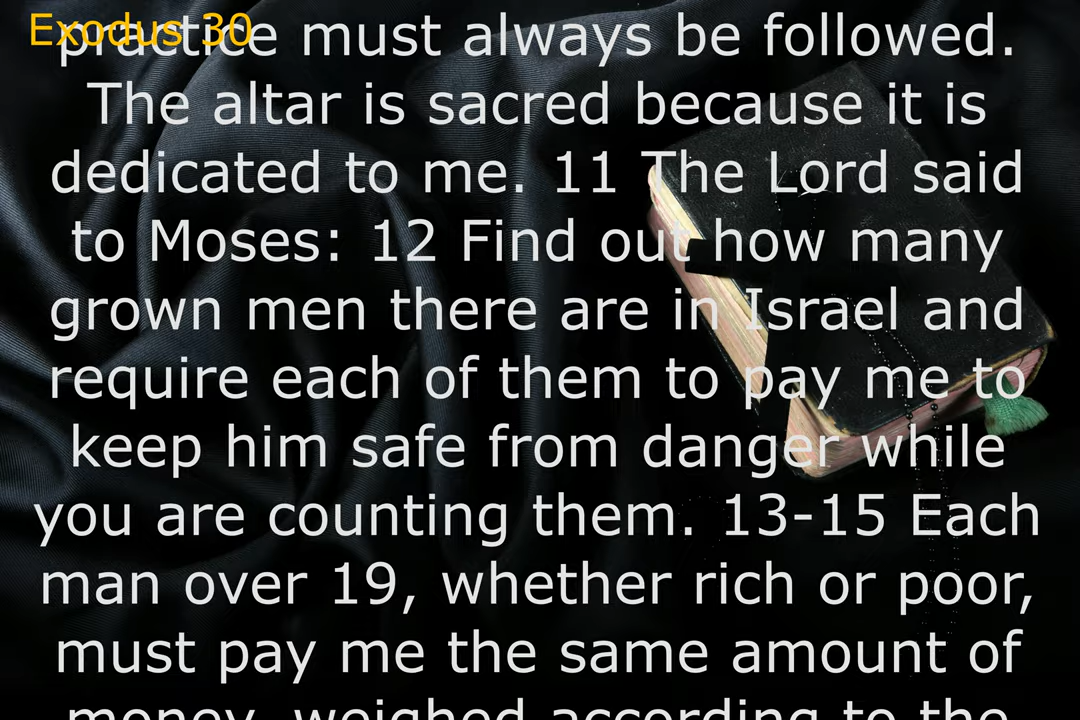 Exodus 30
practice must always be followed.
The altar is sacred because it is
dedicated to me. 11 The Lord said
to Moses: 12 Find out how many
grown men there are in Israel and
require each of them to pay me to
keep him safe from danger while
you are counting them. 13-15 Each
man over 19, whether rich or poor,
must pay me the same amount of
money, weighed according to the